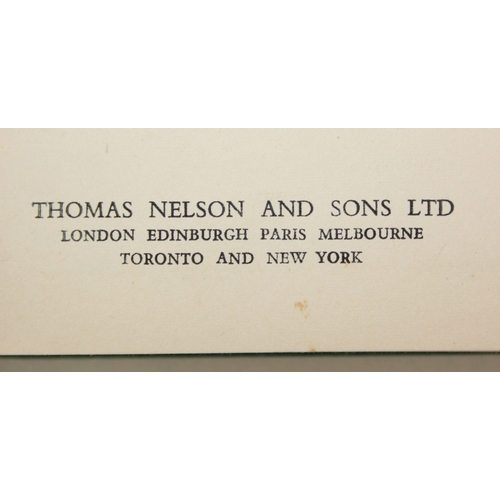 THOMAS NELSON AND SONS LTD
LONDON EDINBURGH PARIS MELBOURNE
TORONTO AND NEW YORK